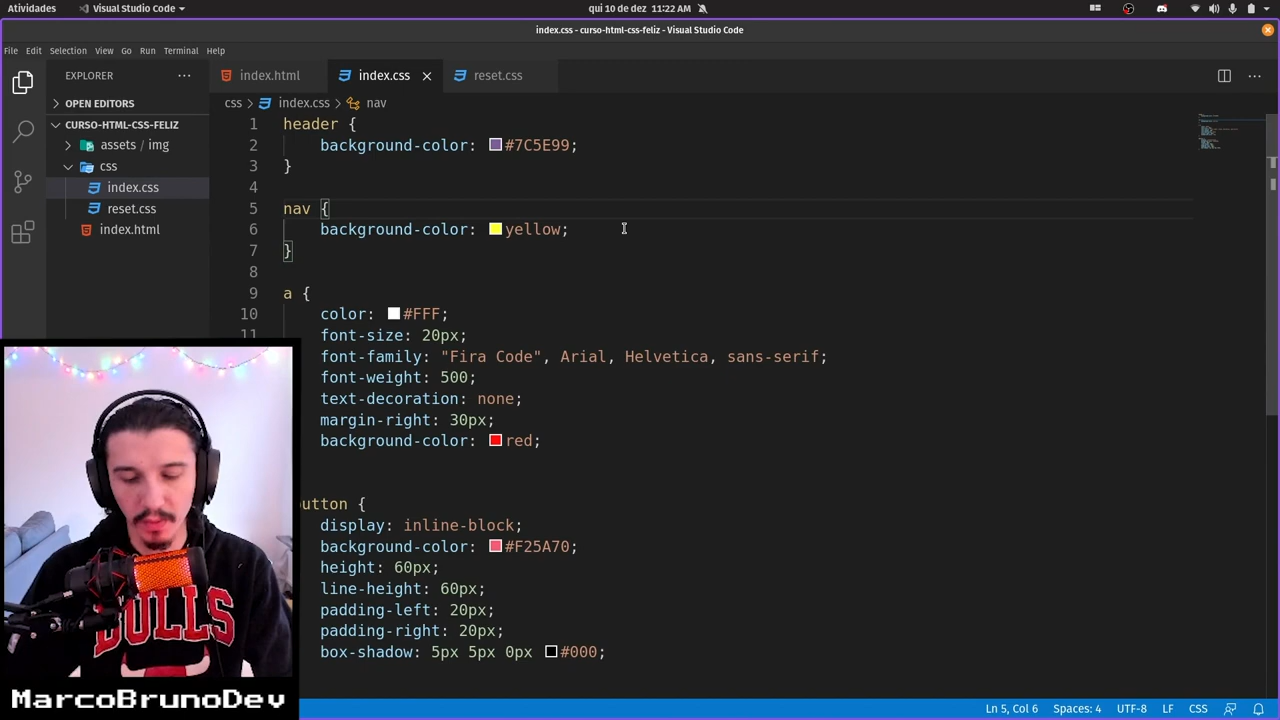 Atividades
Visual Studio Code
qui 10 de dez 11:22 AM
index.css - curso-html-css-feliz - Visual Studio Code
File Edit Selection View Go Run Terminal Help
EXPLORER
index.html
index.css
reset.css
OPEN EDITORS
CURSO-HTML-CSS-FELIZ
assets / img
css
index.css
reset.css
index.html
css > index.css > nav
1 header {
2 background-color: #7C5E99;
3 }
4
5 nav {
6 background-color: yellow;
7 }
8
9 a {
10 color: #FFF;
11 font-size: 20px;
font-family: "Fira Code", Arial, Helvetica, sans-serif;
font-weight: 500;
text-decoration: none;
margin-right: 30px;
background-color: red;
utton {
display: inline-block;
background-color: #F25A70;
height: 60px;
line-height: 60px;
padding-left: 20px;
padding-right: 20px;
box-shadow: 5px 5px 0px #000;
BULLS
MarcoBrunoDev
Ln 5, Col 6 Spaces: 4 UTF-8 LF CSS